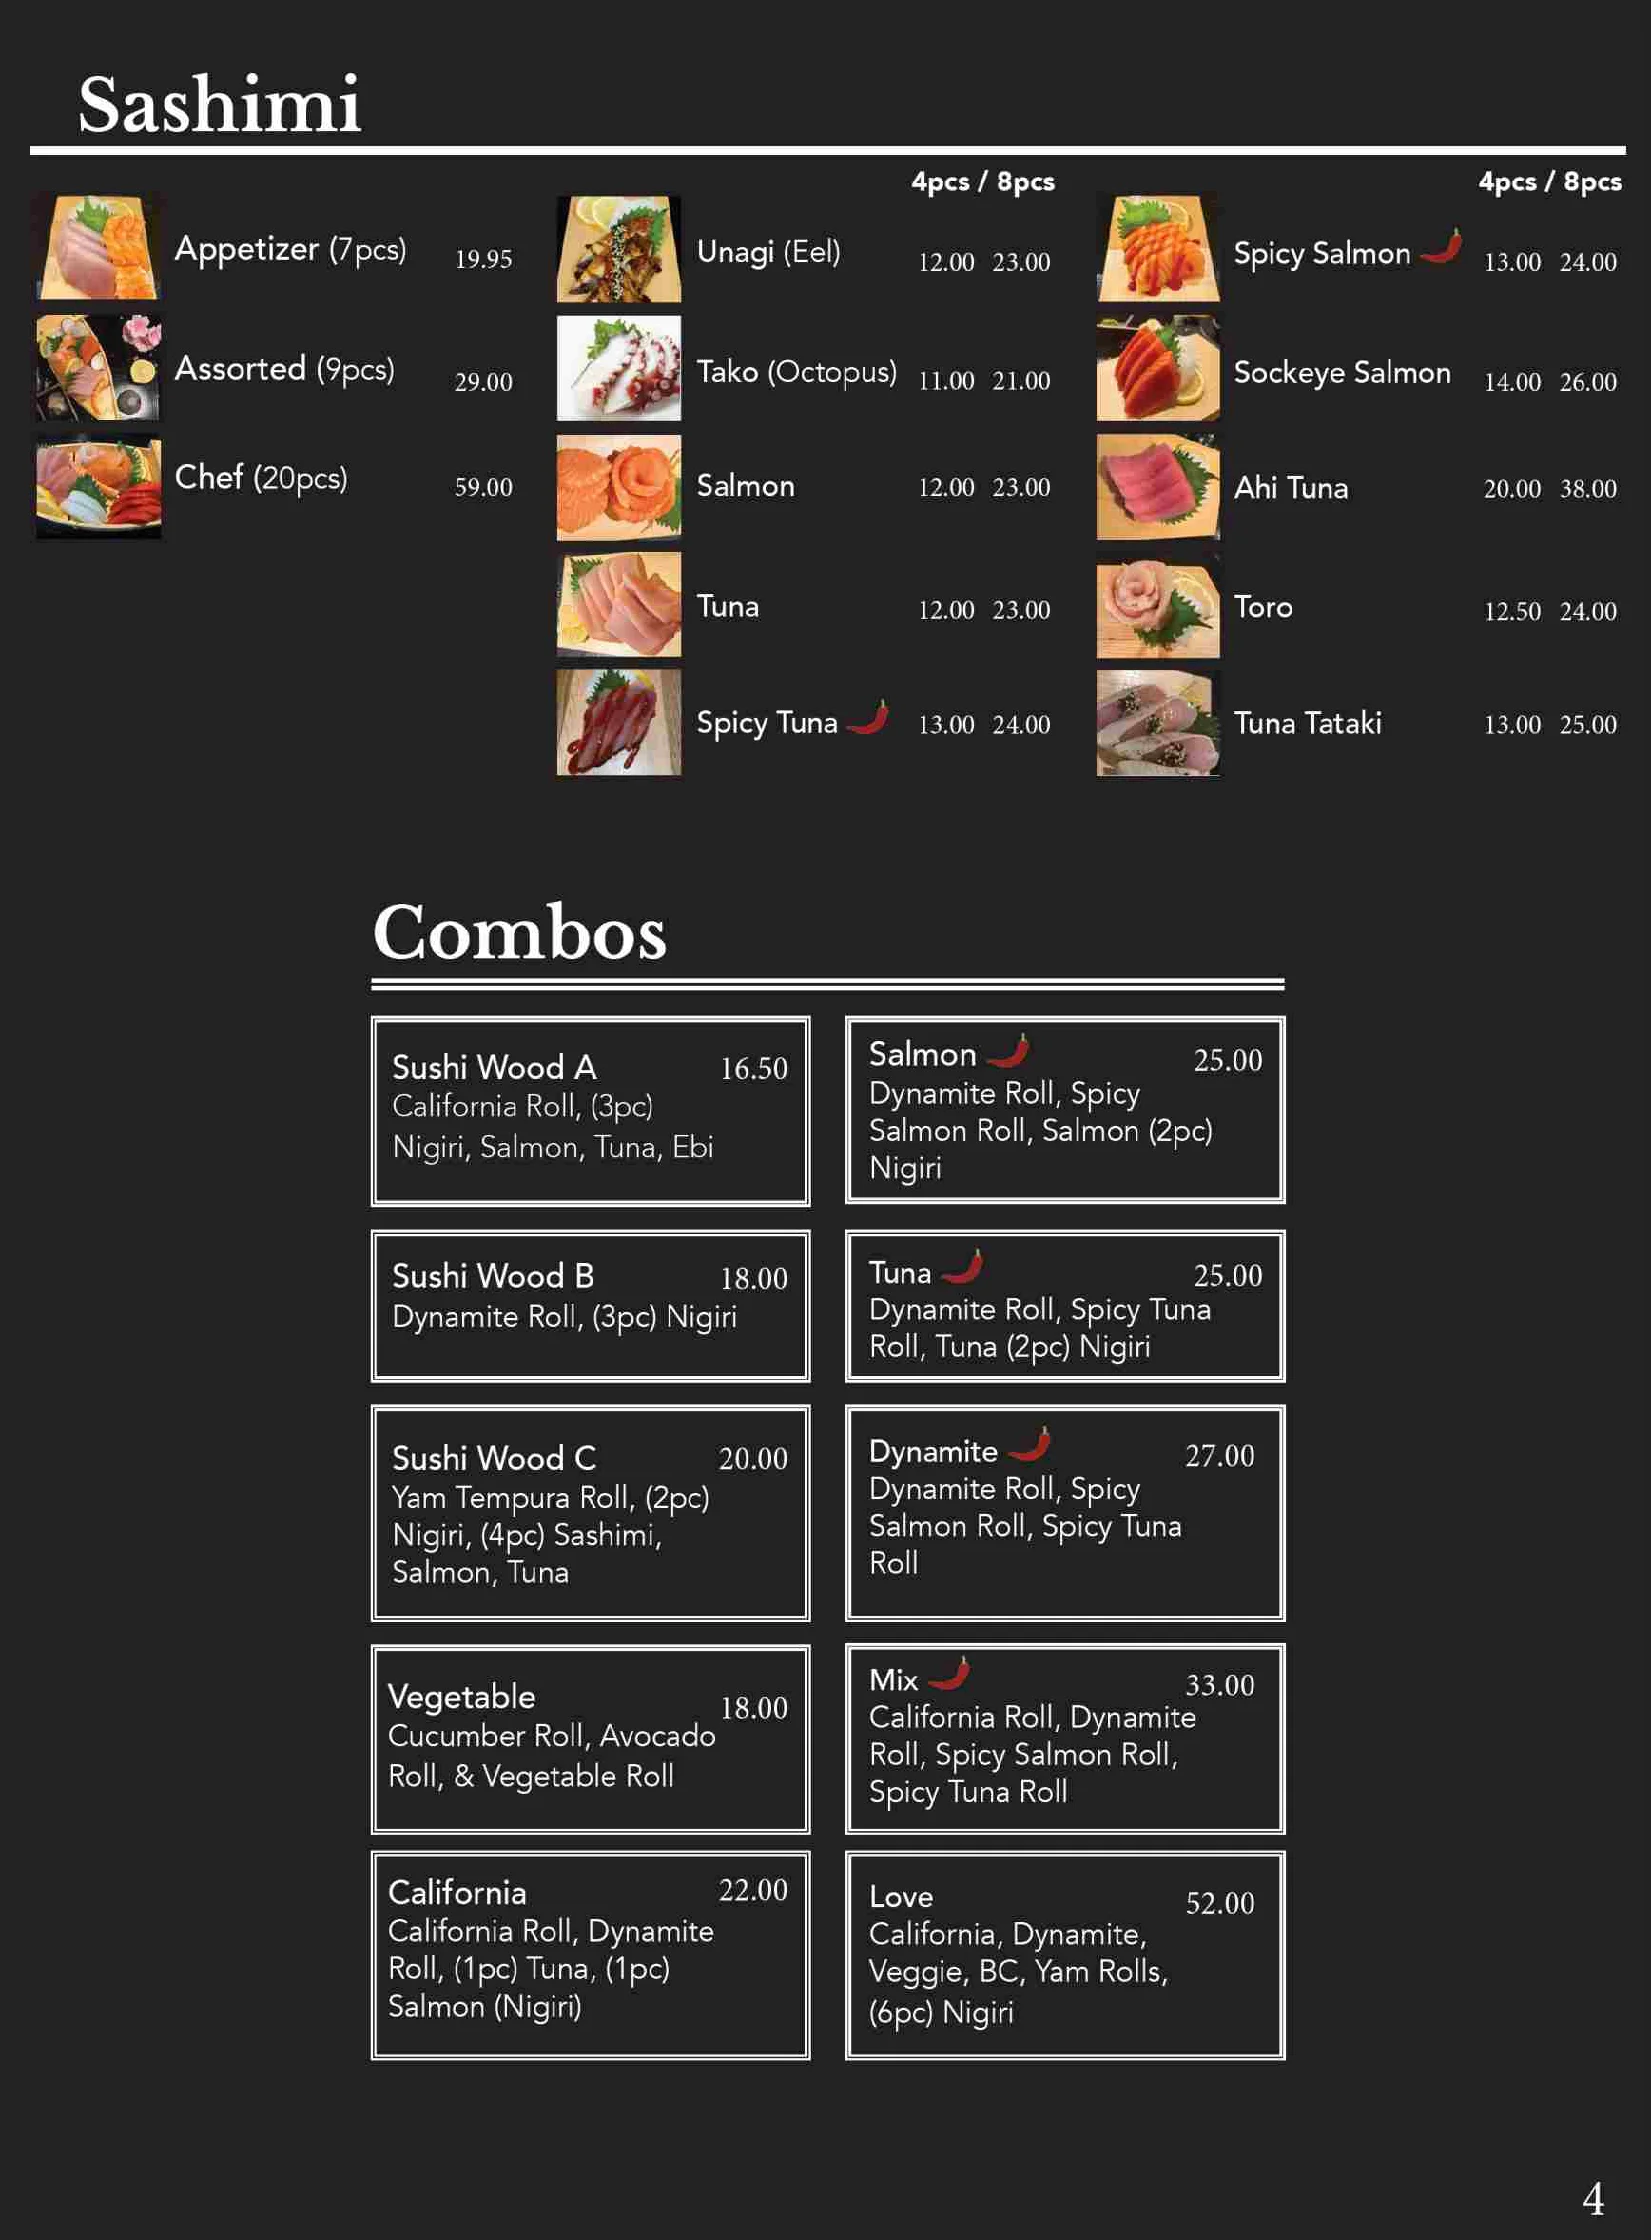 Sashimi
Appetizer (7pcs) 19.95
Assorted (9pcs) 29.00
Chef (20pcs) 59.00
4pcs / 8pcs
Unagi (Eel) 12.00 23.00
Tako (Octopus) 11.00 21.00
Salmon 12.00 23.00
Tuna 12.00 23.00
Spicy Tuna 13.00 24.00
4pcs / 8pcs
Spicy Salmon 13.00 24.00
Sockeye Salmon 14.00 26.00
Ahi Tuna 20.00 38.00
Toro 12.50 24.00
Tuna Tataki 13.00 25.00
Combos
Sushi Wood A 16.50
California Roll, (3pc)
Nigiri, Salmon, Tuna, Ebi
Sushi Wood B 18.00
Dynamite Roll, (3pc) Nigiri
Sushi Wood C 20.00
Yam Tempura Roll, (2pc)
Nigiri, (4pc) Sashimi,
Salmon, Tuna
Vegetable 18.00
Cucumber Roll, Avocado
Roll, & Vegetable Roll
California 22.00
California Roll, Dynamite
Roll, (1pc) Tuna, (1pc)
Salmon (Nigiri)
Salmon 25.00
Dynamite Roll, Spicy
Salmon Roll, Salmon (2pc)
Nigiri
Tuna 25.00
Dynamite Roll, Spicy Tuna
Roll, Tuna (2pc) Nigiri
Dynamite 27.00
Dynamite Roll, Spicy
Salmon Roll, Spicy Tuna
Roll
Mix 33.00
California Roll, Dynamite
Roll, Spicy Salmon Roll,
Spicy Tuna Roll
Love 52.00
California, Dynamite,
Veggie, BC, Yam Rolls,
(6pc) Nigiri
4